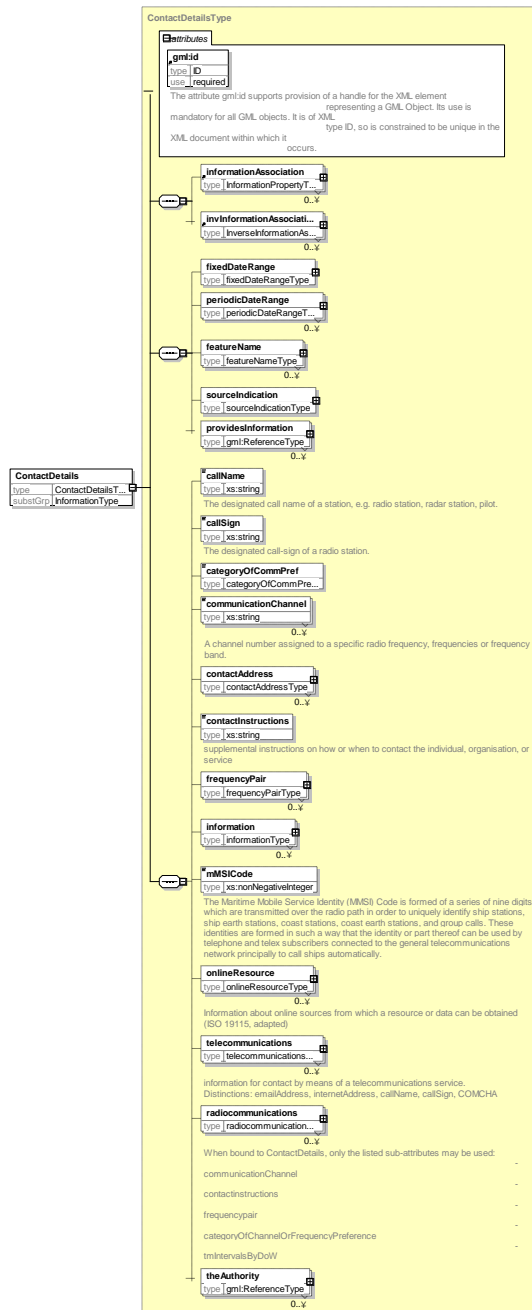 ContactDetailsType
attributes
gml:id
type ID
use required
The attribute gml:id supports provision of a handle for the XML element
representing a GML Object. Its use is
mandatory for all GML objects. It is of XML
type ID, so is constrained to be unique in the
XML document within which it
occurs.
informationAssociation
type InformationPropertyT...
0..¥
invInformationAssociati...
type InverseInformationAs...
0..¥
fixedDateRange
type fixedDateRangeType
periodicDateRange
type periodicDateRangeT...
0..¥
featureName
type featureNameType
0..¥
sourceIndication
type sourceIndicationType
providesInformation
type gml:ReferenceType
0..¥
ContactDetails
type ContactDetailsT...
substGrp InformationType
callName
type xs:string
The designated call name of a station, e.g. radio station, radar station, pilot.
callSign
type xs:string
The designated call-sign of a radio station.
categoryOfCommPref
type categoryOfCommPre...
communicationChannel
type xs:string
0..¥
A channel number assigned to a specific radio frequency, frequencies or frequency
band.
contactAddress
type contactAddressType
0..¥
contactInstructions
type xs:string
supplemental instructions on how or when to contact the individual, organisation, or
service
frequencyPair
type frequencyPairType
0..¥
information
type informationType
0..¥
mMSICode
type xs:nonNegativeInteger
The Maritime Mobile Service Identity (MMSI) Code is formed of a series of nine digits
which are transmitted over the radio path in order to uniquely identify ship stations,
ship earth stations, coast stations, coast earth stations, and group calls. These
identities are formed in such a way that the identity or part thereof can be used by
telephone and telex subscribers connected to the general telecommunications
network principally to call ships automatically.
onlineResource
type onlineResourceType
0..¥
Information about online sources from which a resource or data can be obtained
(ISO 19115, adapted)
telecommunications
type telecommunications...
0..¥
information for contact by means of a telecommunications service.
Distinctions: emailAddress, internetAddress, callName, callSign, COMCHA
radiocommunications
type radiocommunication...
0..¥
When bound to ContactDetails, only the listed sub-attributes may be used:
-
communicationChannel
-
contactinstructions
-
frequencypair
-
categoryOfChannelOrFrequencyPreference
-
tmIntervalsByDoW
theAuthority
type gml:ReferenceType
0..¥